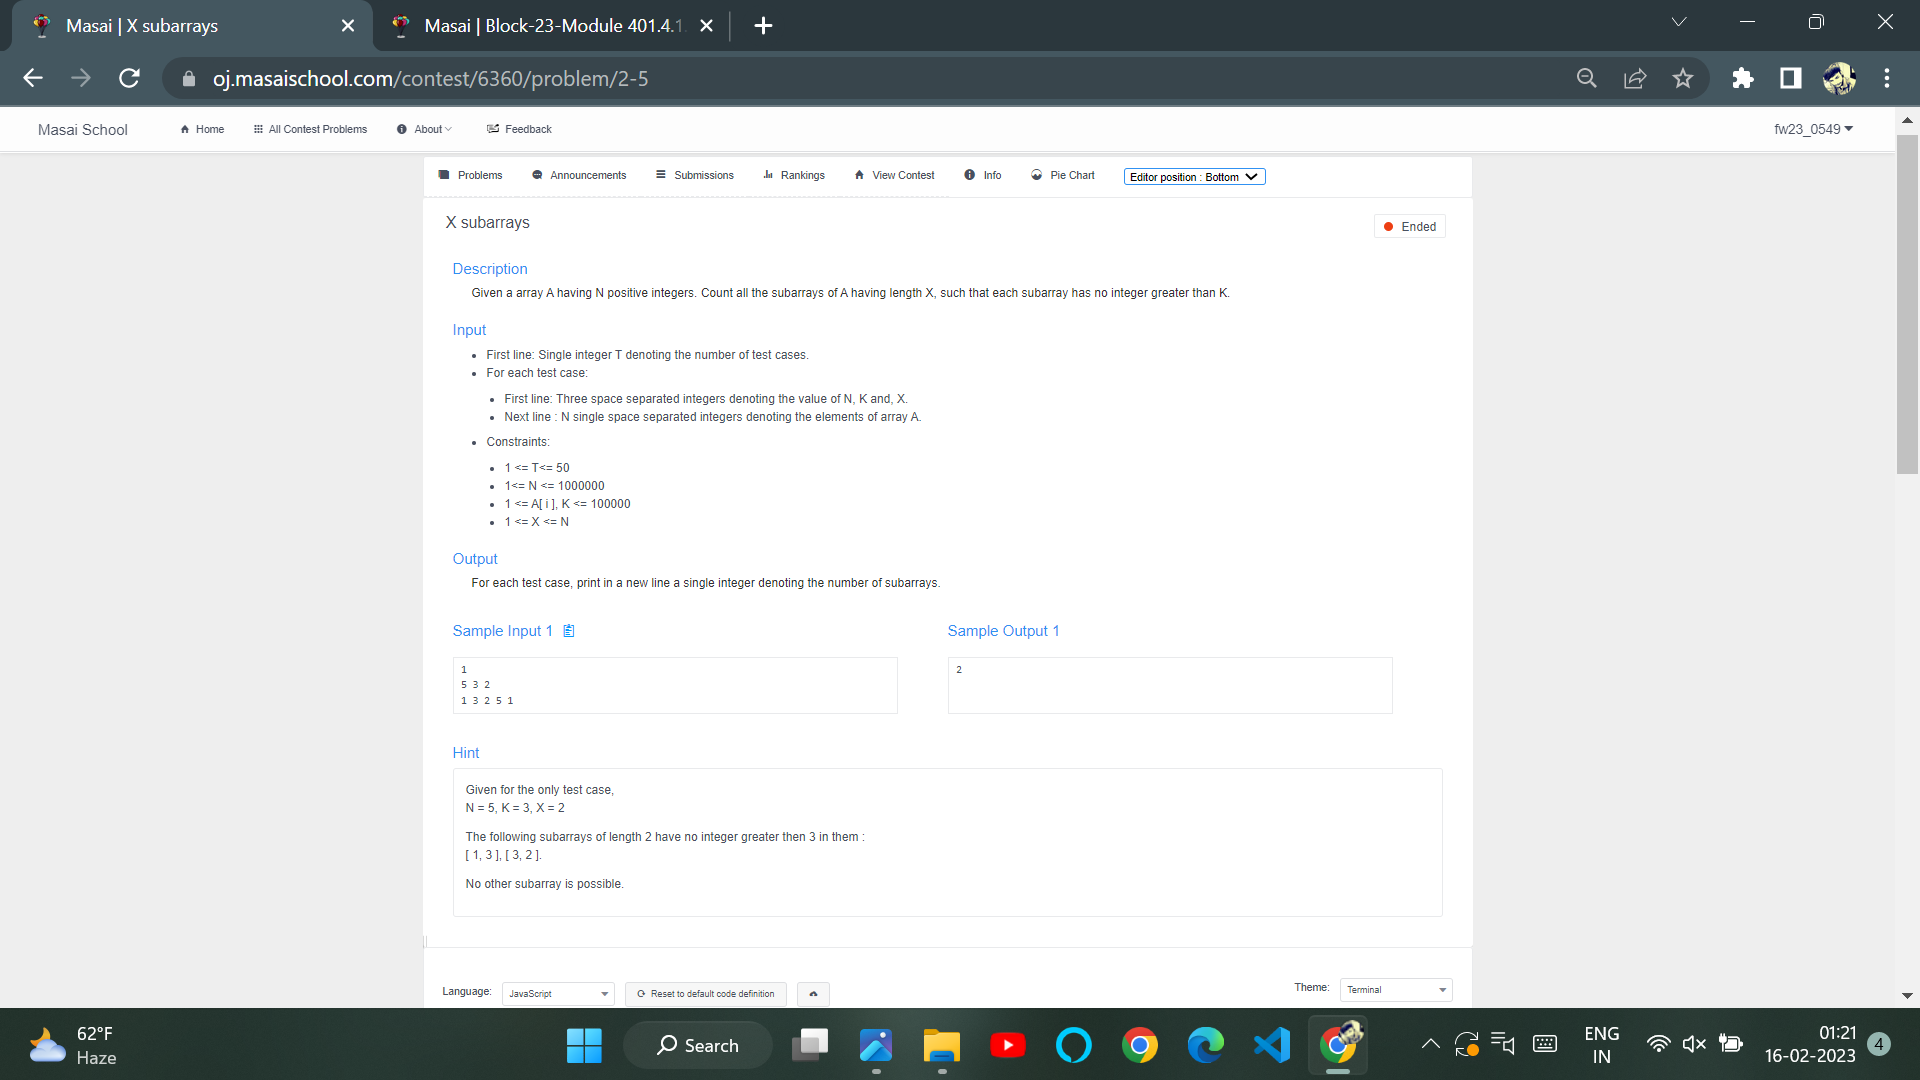 Masai | X subarrays
Masai | Block-23-Module 401.4.1
oj.masaischool.com/contest/6360/problem/2-5
Masai School
Home
All Contest Problems
About
Feedback
fw23_0549
Problems
Announcements
Submissions
Rankings
View Contest
Info
Pie Chart
Editor position : Bottom
X subarrays
Ended
Description
Given a array A having N positive integers. Count all the subarrays of A having length X, such that each subarray has no integer greater than K.
Input
First line: Single integer T denoting the number of test cases.
For each test case:
First line: Three space separated integers denoting the value of N, K and, X.
Next line : N single space separated integers denoting the elements of array A.
Constraints:
1 <= T<= 50
1<= N <= 1000000
1 <= A[ i ], K <= 100000
1 <= X <= N
Output
For each test case, print in a new line a single integer denoting the number of subarrays.
Sample Input 1
1
5 3 2
1 3 2 5 1
Sample Output 1
2
Hint
Given for the only test case,
N = 5, K = 3, X = 2
The following subarrays of length 2 have no integer greater then 3 in them :
[ 1, 3 ], [ 3, 2 ].
No other subarray is possible.
Language:
JavaScript
Reset to default code definition
Theme:
Terminal
62°F
Haze
Search
ENG
IN
01:21
16-02-2023
4